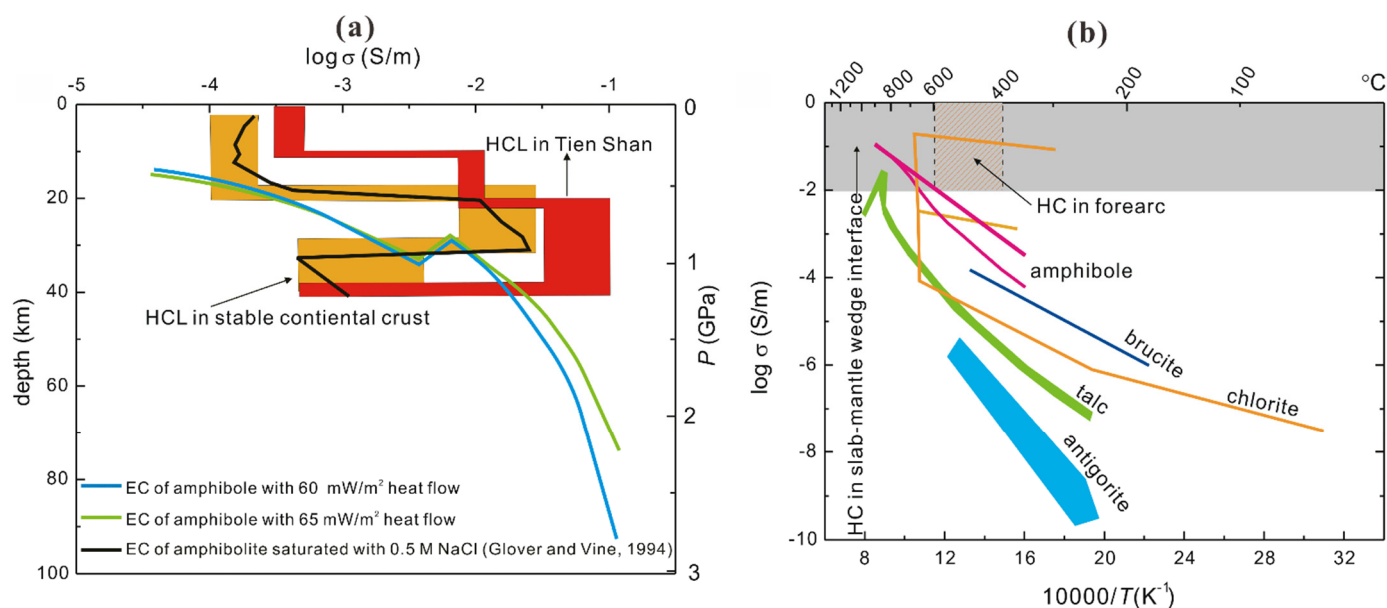 (a)
log σ (S/m)
-5 -4 -3 -2 -1
0
20
40
60
80
100
depth (km)
0
1
2
3
P (GPa)
HCL in Tien Shan
HCL in stable contiental crust
EC of amphibole with 60 mW/m² heat flow
EC of amphibole with 65 mW/m² heat flow
EC of amphibolite saturated with 0.5 M NaCl (Glover and Vine, 1994)
(b)
1200 800 600 400 200 100 °C
0
-2
-4
-6
-8
-10
log σ (S/m)
HC in slab-mantle wedge interface
HC in forearc
amphibole
brucite
chlorite
talc
antigorite
8 12 16 20 24 28 32
10000/T(K⁻¹)